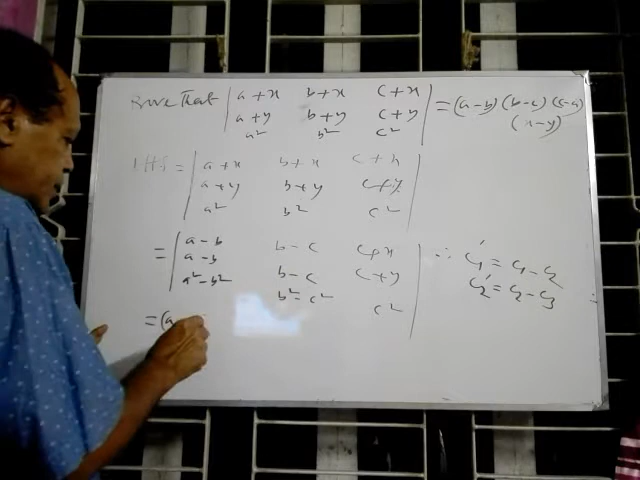 Prove That | a + x b + x c + x | = (a-b) (b-c) (c-a)
| a + y b + y c + y | (x-y)
| a² b² c² |
LHS = | a + x b + x c + x |
| a + y b + y c + y |
| a² b² c² |
= | a - b b - c c + x | ∴ c₁' = c₁ - c₂
| a - b b - c c + y | c₂' = c₂ - c₃
| a² - b² b² - c² c² |
= (a